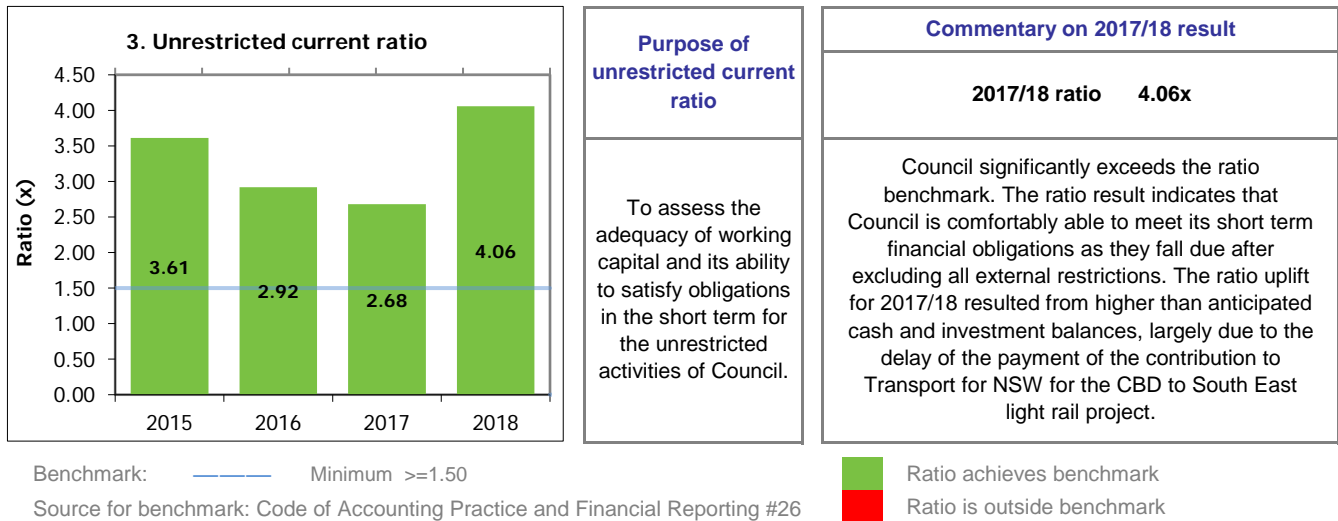 3. Unrestricted current ratio
4.50
4.00
3.50
3.00
2.50
2.00
1.50
1.00
0.50
0.00
Ratio (x)
3.61
2.92
2.68
4.06
2015 2016 2017 2018
Purpose of
unrestricted current
ratio
To assess the
adequacy of working
capital and its ability
to satisfy obligations
in the short term for
the unrestricted
activities of Council.
Commentary on 2017/18 result
2017/18 ratio 4.06x
Council significantly exceeds the ratio
benchmark. The ratio result indicates that
Council is comfortably able to meet its short term
financial obligations as they fall due after
excluding all external restrictions. The ratio uplift
for 2017/18 resulted from higher than anticipated
cash and investment balances, largely due to the
delay of the payment of the contribution to
Transport for NSW for the CBD to South East
light rail project.
Benchmark: Minimum >=1.50
Source for benchmark: Code of Accounting Practice and Financial Reporting #26
Ratio achieves benchmark
Ratio is outside benchmark